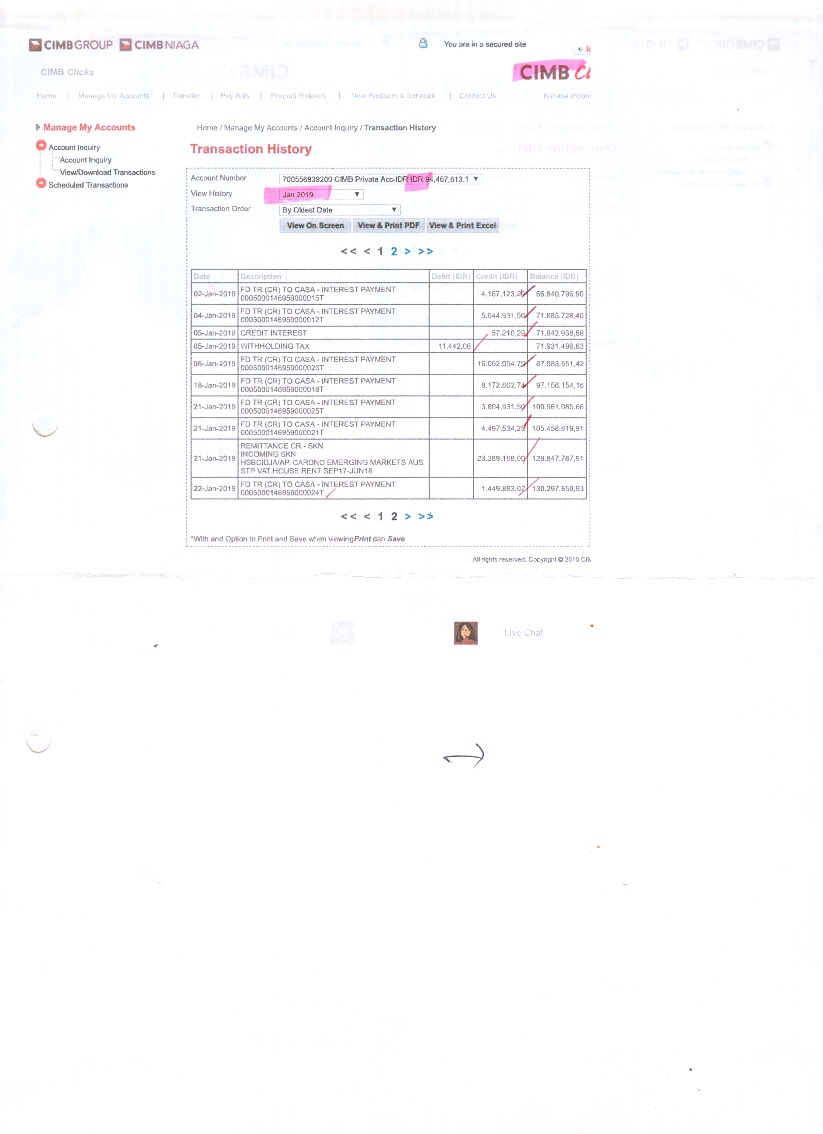 CIMBGROUP CIMBNIAGA
You are in a secured site
CIMB Clicks
CIMB Cl
Home | Manage My Accounts | Transfer | Pay Bills | Prepaid Reloads | New Products & Services | Contact Us
Bahasa Indone
Manage My Accounts
Account Inquiry
Account Inquiry
View/Download Transactions
Scheduled Transactions
Home / Manage My Accounts / Account Inquiry / Transaction History
Transaction History
Account Number 700556939200 CIMB Private Acc-IDR IDR 94,467,613.1
View History Jan 2019
Transaction Order By Oldest Date
View On Screen View & Print PDF View & Print Excel
<< < 1 2 > >>
Date Description Debit (IDR) Credit (IDR) Balance (IDR)
02-Jan-2019 FD TR (CR) TO CASA - INTEREST PAYMENT 4.167.123,26 66.840.796,90
000500014695900001​5T
04-Jan-2019 FD TR (CR) TO CASA - INTEREST PAYMENT 5.044.931,50 71.885.728,40
0005000146959000012T
05-Jan-2019 CREDIT INTEREST 57.210,29 71.942.938,69
05-Jan-2019 WITHHOLDING TAX 11.442,06 71.931.496,63
06-Jan-2019 FD TR (CR) TO CASA - INTEREST PAYMENT 16.052.054,79 87.983.551,42
0005000146959000023T
18-Jan-2019 FD TR (CR) TO CASA - INTEREST PAYMENT 9.172.602,74 97.156.154,16
0005000146959000018T
21-Jan-2019 FD TR (CR) TO CASA - INTEREST PAYMENT 3.804.931,50 100.961.085,66
0005000146959000025T
21-Jan-2019 FD TR (CR) TO CASA - INTEREST PAYMENT 4.497.534,25 105.458.619,91
0005000146959000021T
21-Jan-2019 REMITTANCE CR - SKN 23.389.168,00 128.847.787,91
INCOMING SKN
HSBCIDJA/AP. CARDNO EMERGING MARKETS AUS
STP VAT HOUSE RENT SEP17-JUN18
22-Jan-2019 FD TR (CR) TO CASA - INTEREST PAYMENT 1.449.863,02 130.297.650,93
0005000146959000024T
<< < 1 2 > >>
*With and Option to Print and Save when viewing Print dan Save
All rights reserved. Copyright © 2019 CIM
Live Chat